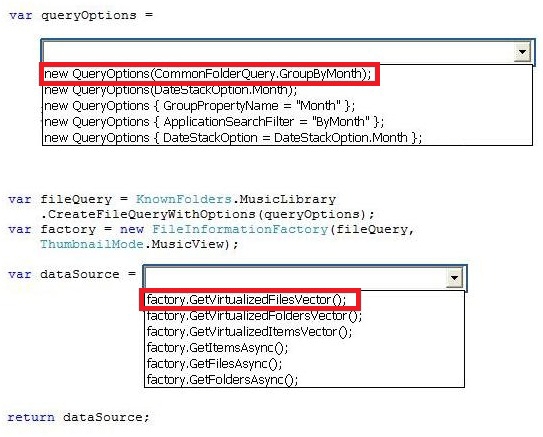 var queryOptions =
new QueryOptions(CommonFolderQuery.GroupByMonth);
new QueryOptions(DateStackOption.Month);
new QueryOptions { GroupPropertyName = "Month" };
new QueryOptions { ApplicationSearchFilter = "ByMonth" };
new QueryOptions { DateStackOption = DateStackOption.Month };
var fileQuery = KnownFolders.MusicLibrary
.CreateFileQueryWithOptions(queryOptions);
var factory = new FileInformationFactory(fileQuery,
ThumbnailMode.MusicView);
var dataSource =
factory.GetVirtualizedFilesVector();
factory.GetVirtualizedFoldersVector();
factory.GetVirtualizedItemsVector();
factory.GetItemsAsync();
factory.GetFilesAsync();
factory.GetFoldersAsync();
return dataSource;